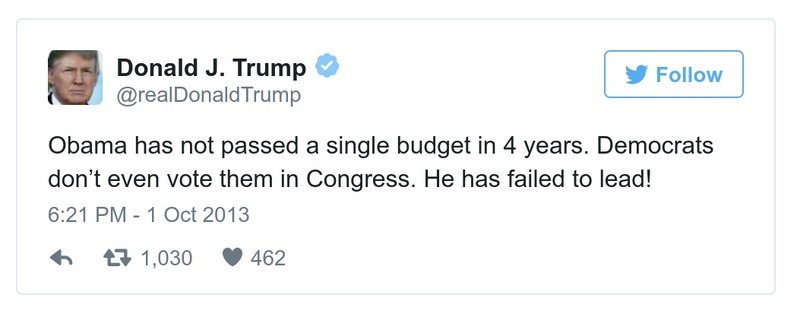 Donald J. Trump
@realDonaldTrump
Follow
Obama has not passed a single budget in 4 years. Democrats
don’t even vote them in Congress. He has failed to lead!
6:21 PM - 1 Oct 2013
1,030 462